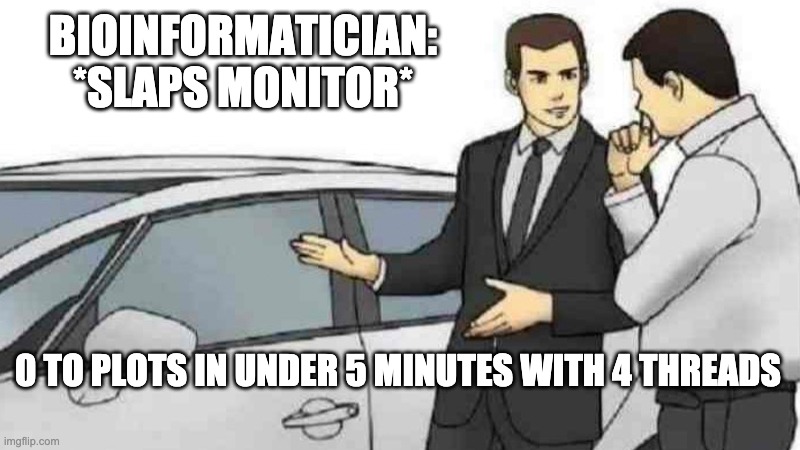 BIOINFORMATICIAN:
*SLAPS MONITOR*
0 TO PLOTS IN UNDER 5 MINUTES WITH 4 THREADS
imgflip.com